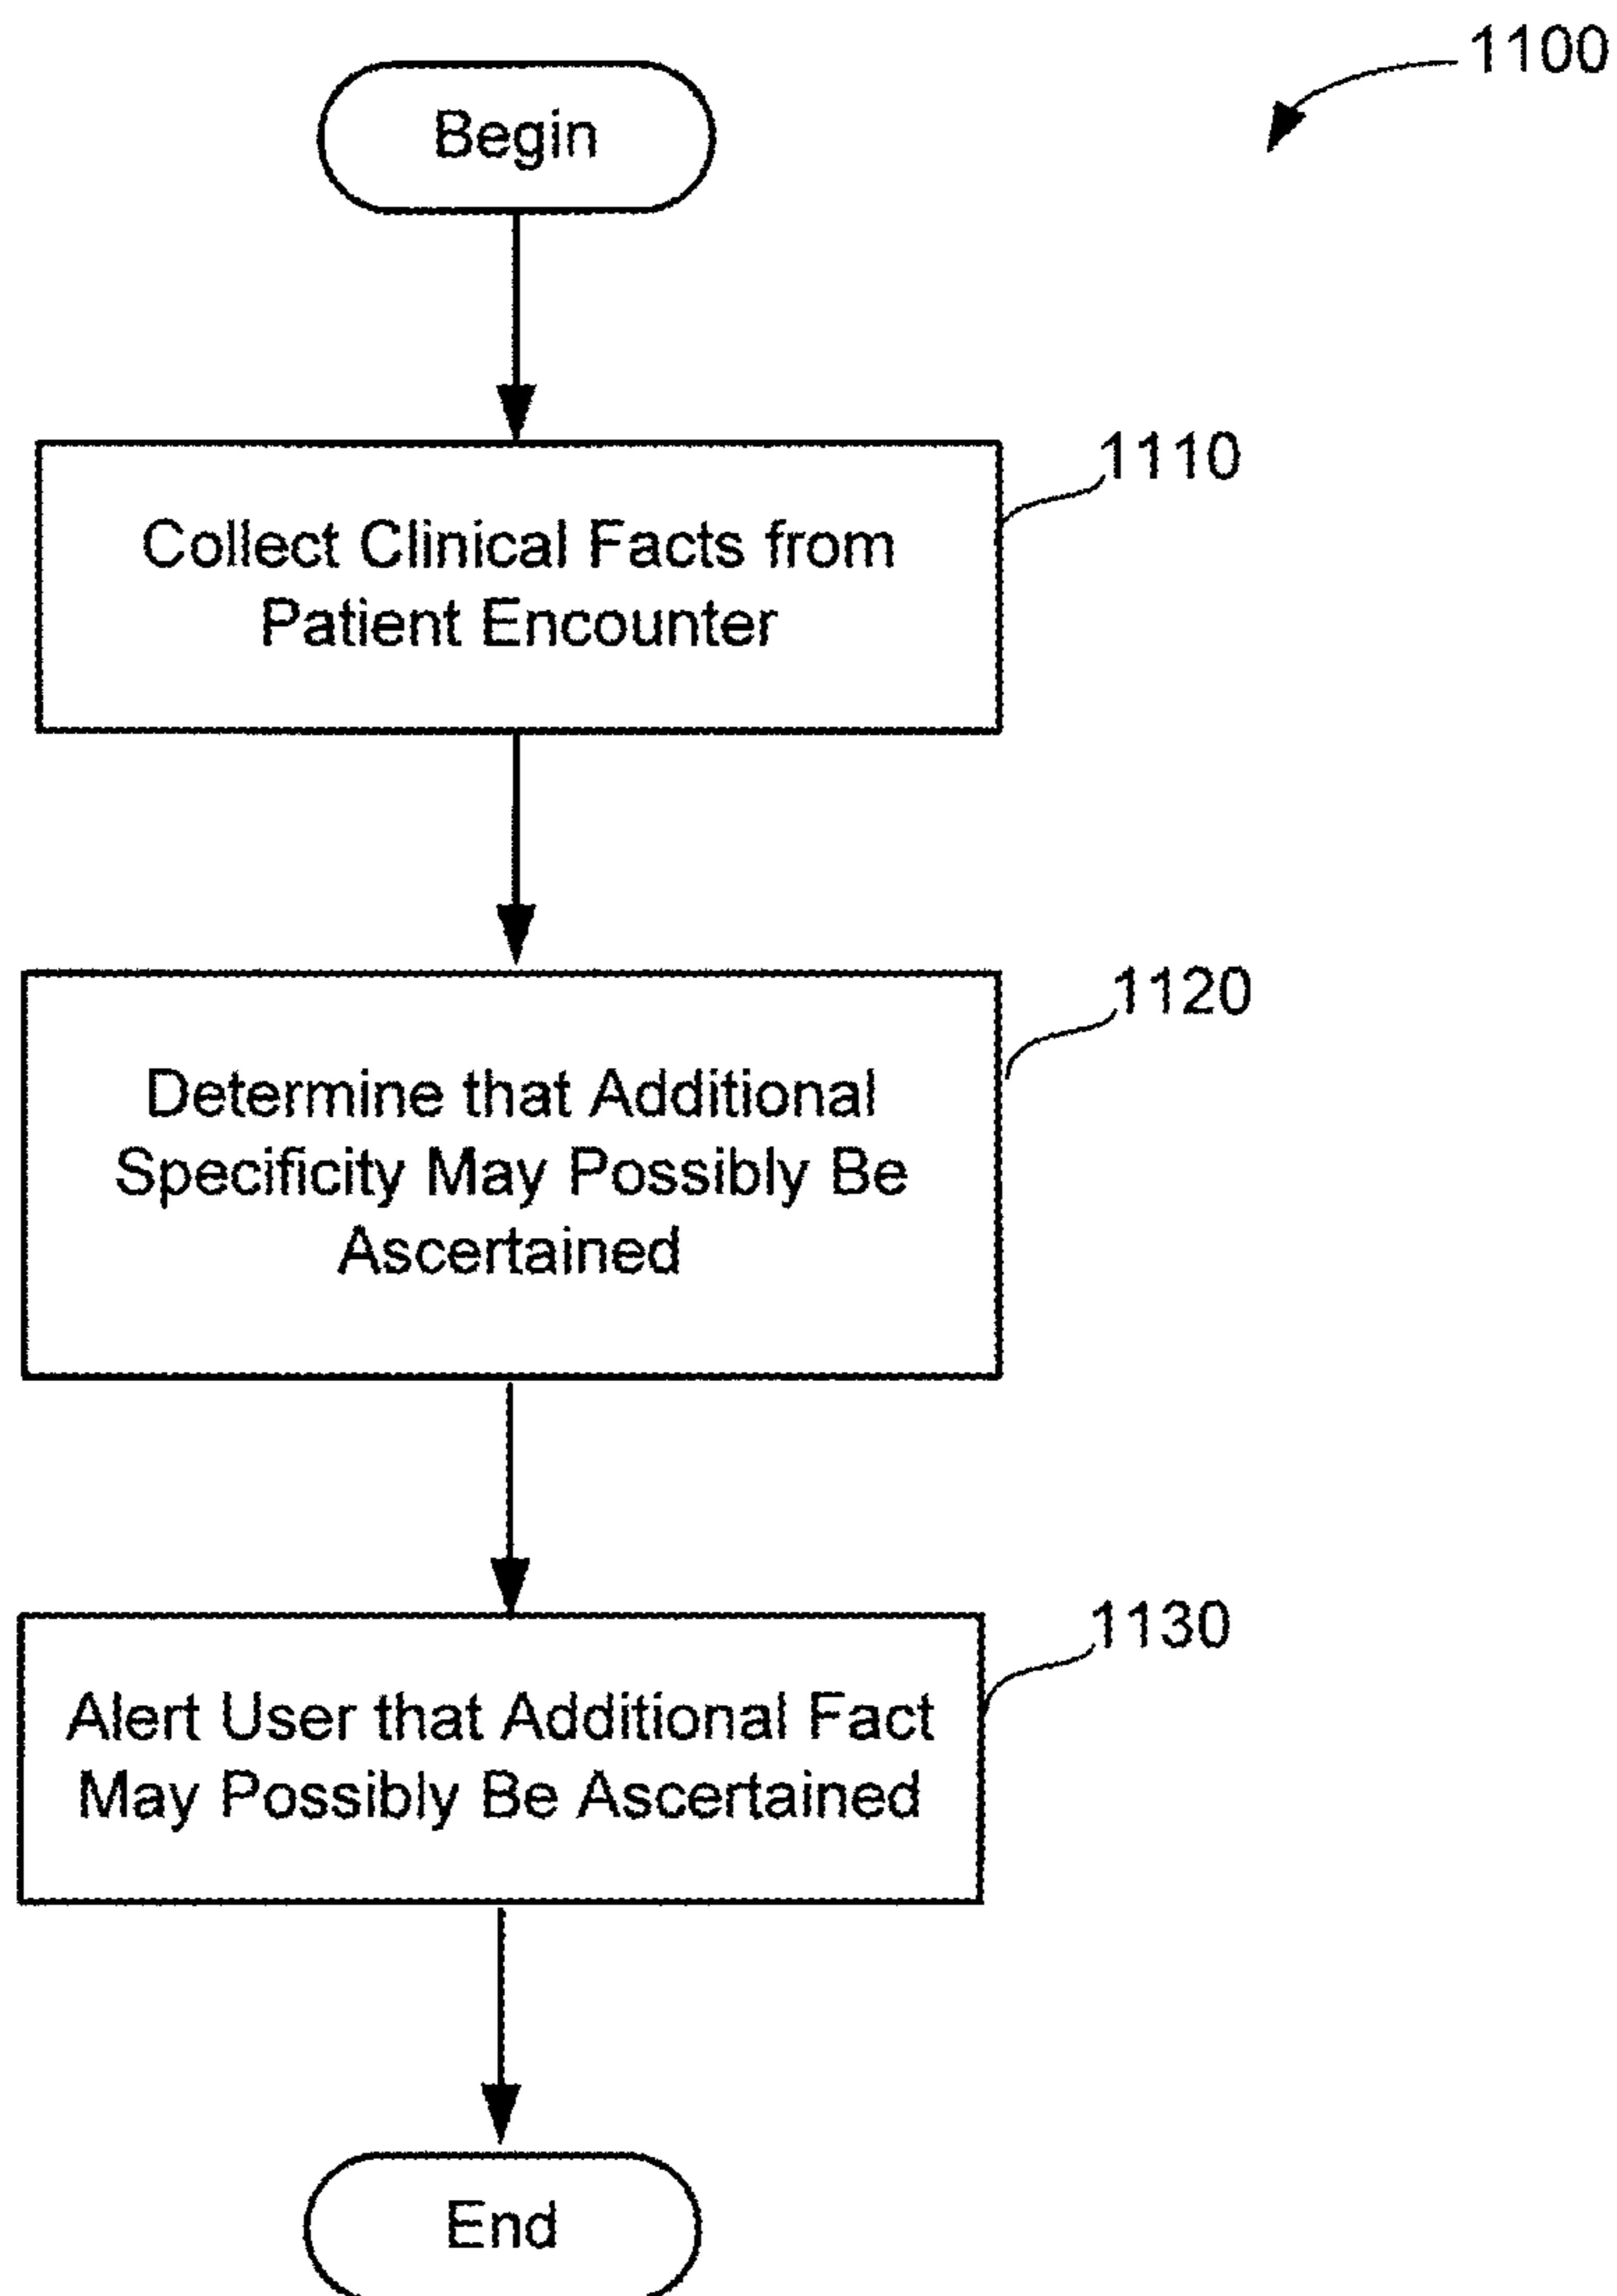 1100
Begin
1110
Collect Clinical Facts from
Patient Encounter
1120
Determine that Additional
Specificity May Possibly Be
Ascertained
1130
Alert User that Additional Fact
May Possibly Be Ascertained
End